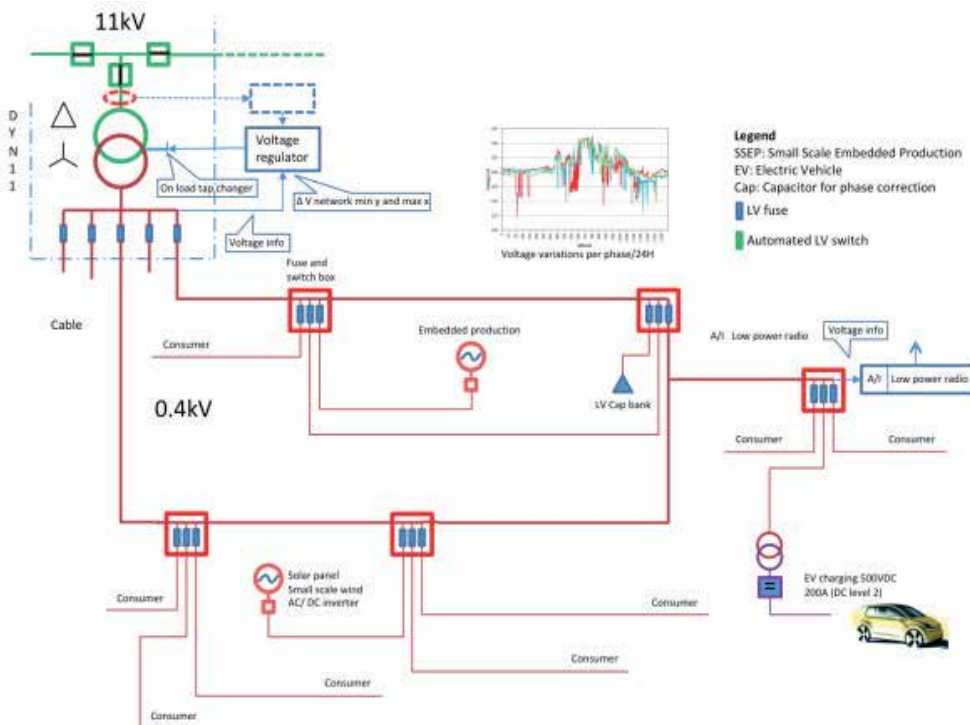 11kV
D
Y
N
1
1
Voltage
regulator
On load tap changer
Δ V network min y and max x
Voltage info
Voltage variations per phase/24H
Legend
SSEP: Small Scale Embedded Production
EV: Electric Vehicle
Cap: Capacitor for phase correction
LV fuse
Automated LV switch
Fuse and
switch box
Cable
Consumer
Embedded production
LV Cap bank
A/I Low power radio
Voltage info
A/I Low power radio
0.4kV
Consumer
Consumer
Solar panel
Small scale wind
AC/ DC inverter
EV charging 500VDC
200A (DC level 2)
=
Consumer
Consumer
Consumer
Consumer
Consumer